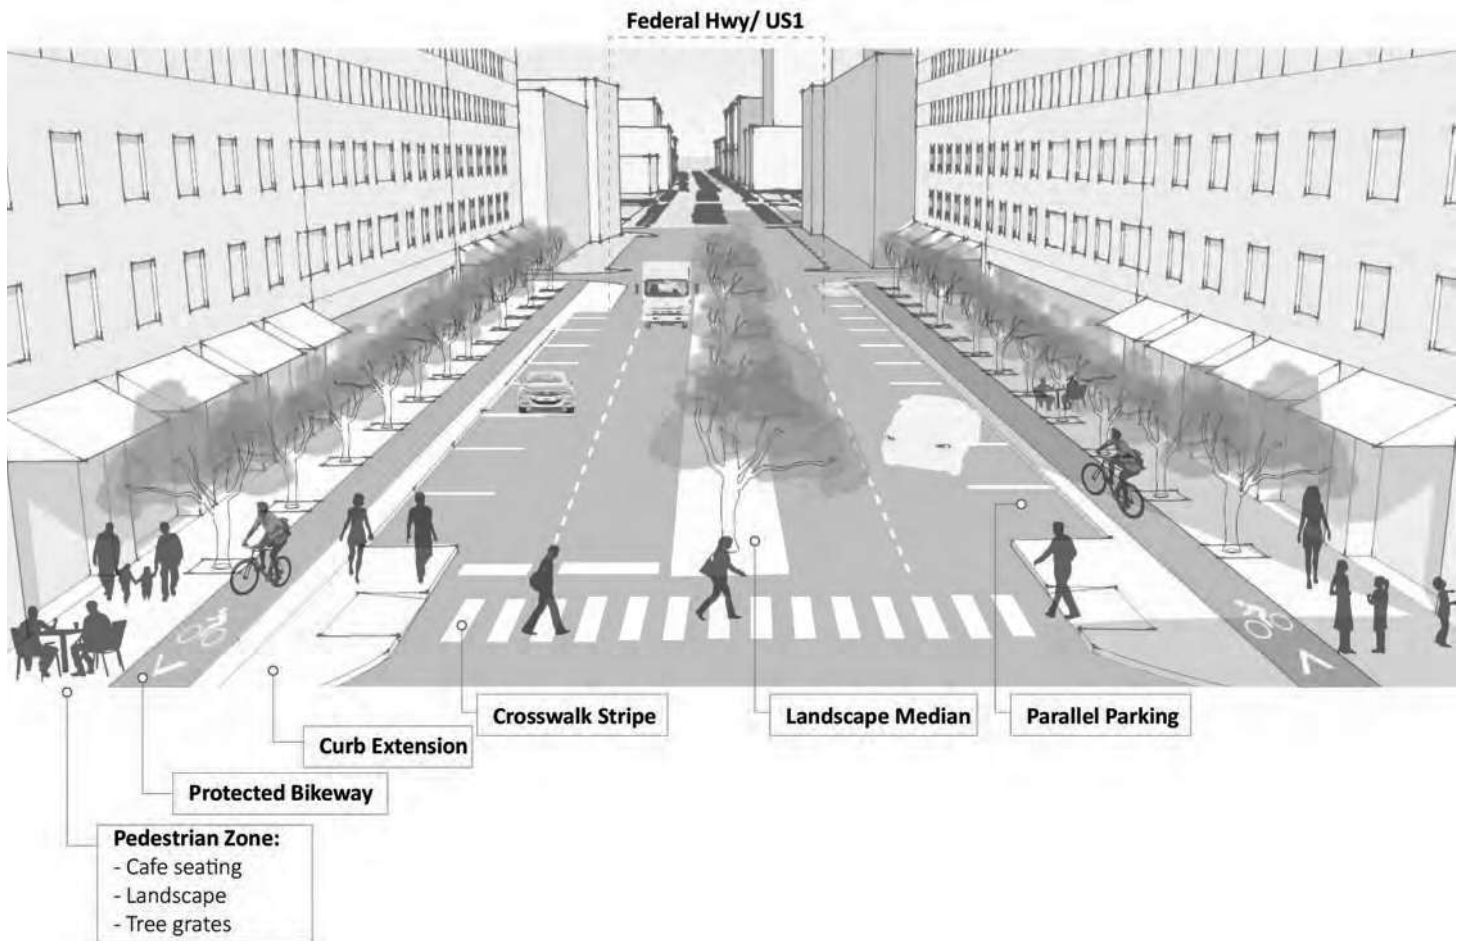 Federal Hwy/ US1
Crosswalk Stripe
Landscape Median
Parallel Parking
Curb Extension
Protected Bikeway
Pedestrian Zone:
- Cafe seating
- Landscape
- Tree grates